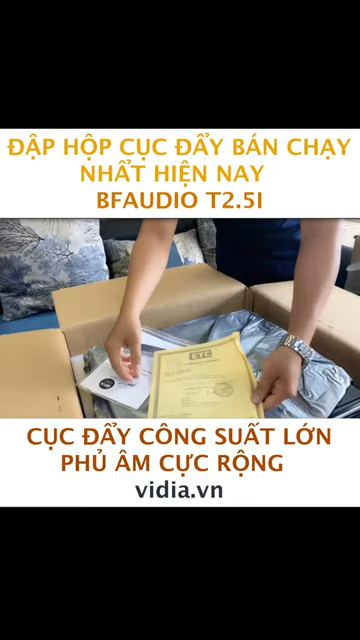 ĐẬP HỘP CỤC ĐẨY BÁN CHẠY
NHẤT HIỆN NAY
BFAUDIO T2.5I
ETC
CỤC ĐẨY CÔNG SUẤT LỚN
PHỦ ÂM CỰC RỘNG
vidia.vn